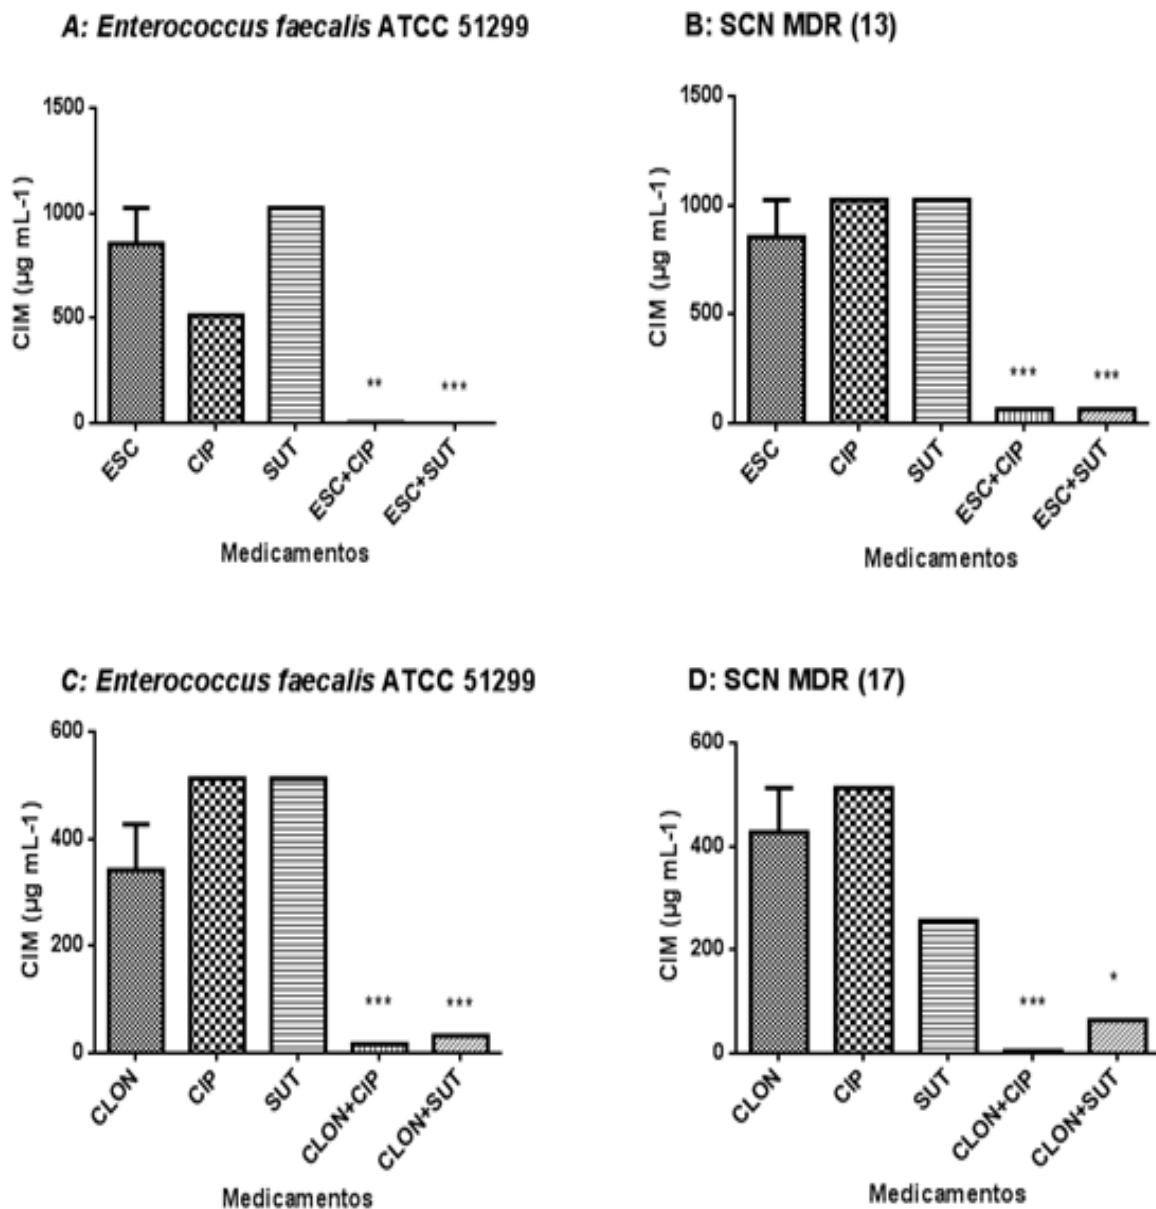 A: Enterococcus faecalis ATCC 51299
CIM (µg mL-1)
1500
1000
500
0
** ***
ESC CIP SUT ESC+CIP ESC+SUT
Medicamentos
B: SCN MDR (13)
CIM (µg mL-1)
1500
1000
500
0
*** ***
ESC CIP SUT ESC+CIP ESC+SUT
Medicamentos
C: Enterococcus faecalis ATCC 51299
CIM (µg mL-1)
600
400
200
0
*** ***
CLON CIP SUT CLON+CIP CLON+SUT
Medicamentos
D: SCN MDR (17)
CIM (µg mL-1)
600
400
200
0
*** *
CLON CIP SUT CLON+CIP CLON+SUT
Medicamentos